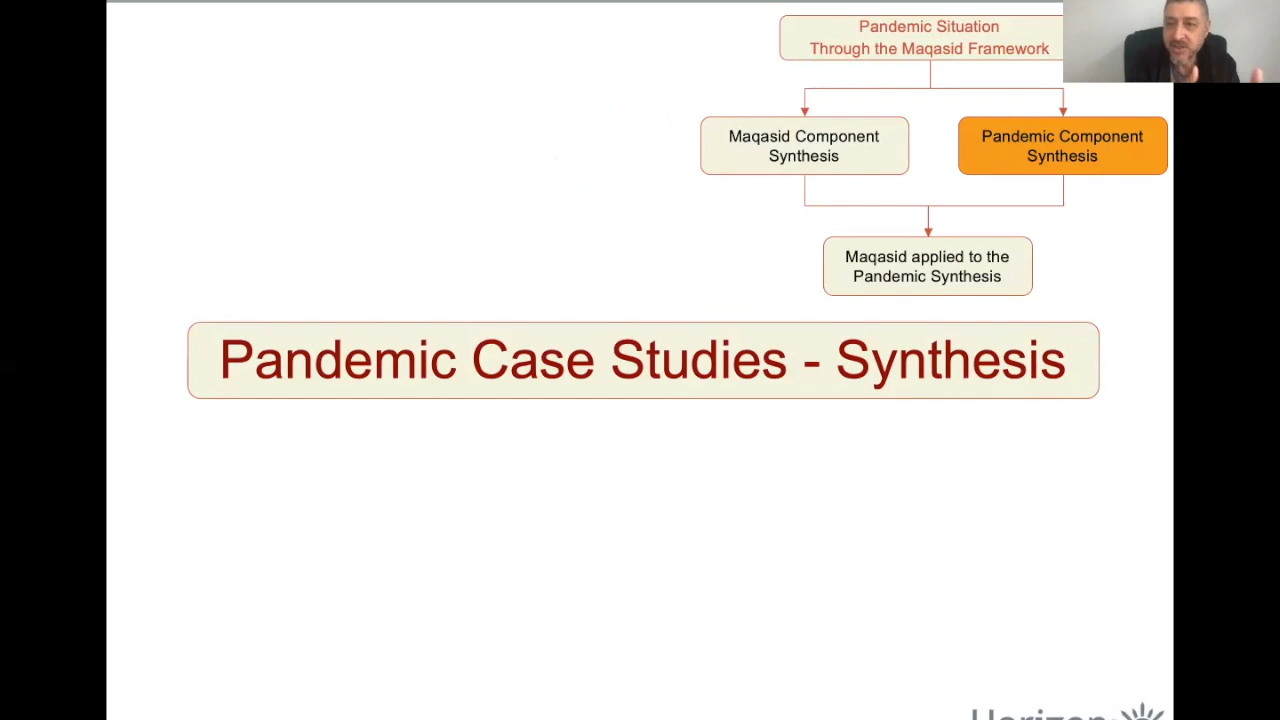 Pandemic Situation
Through the Maqasid Framework
Maqasid Component
Synthesis
Pandemic Component
Synthesis
Maqasid applied to the
Pandemic Synthesis
Pandemic Case Studies - Synthesis
Horizon